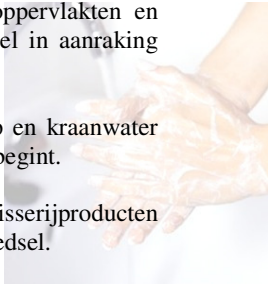 oppervlakten en
el in aanraking
en kraanwater
begint.
isserijproducten
edsel.